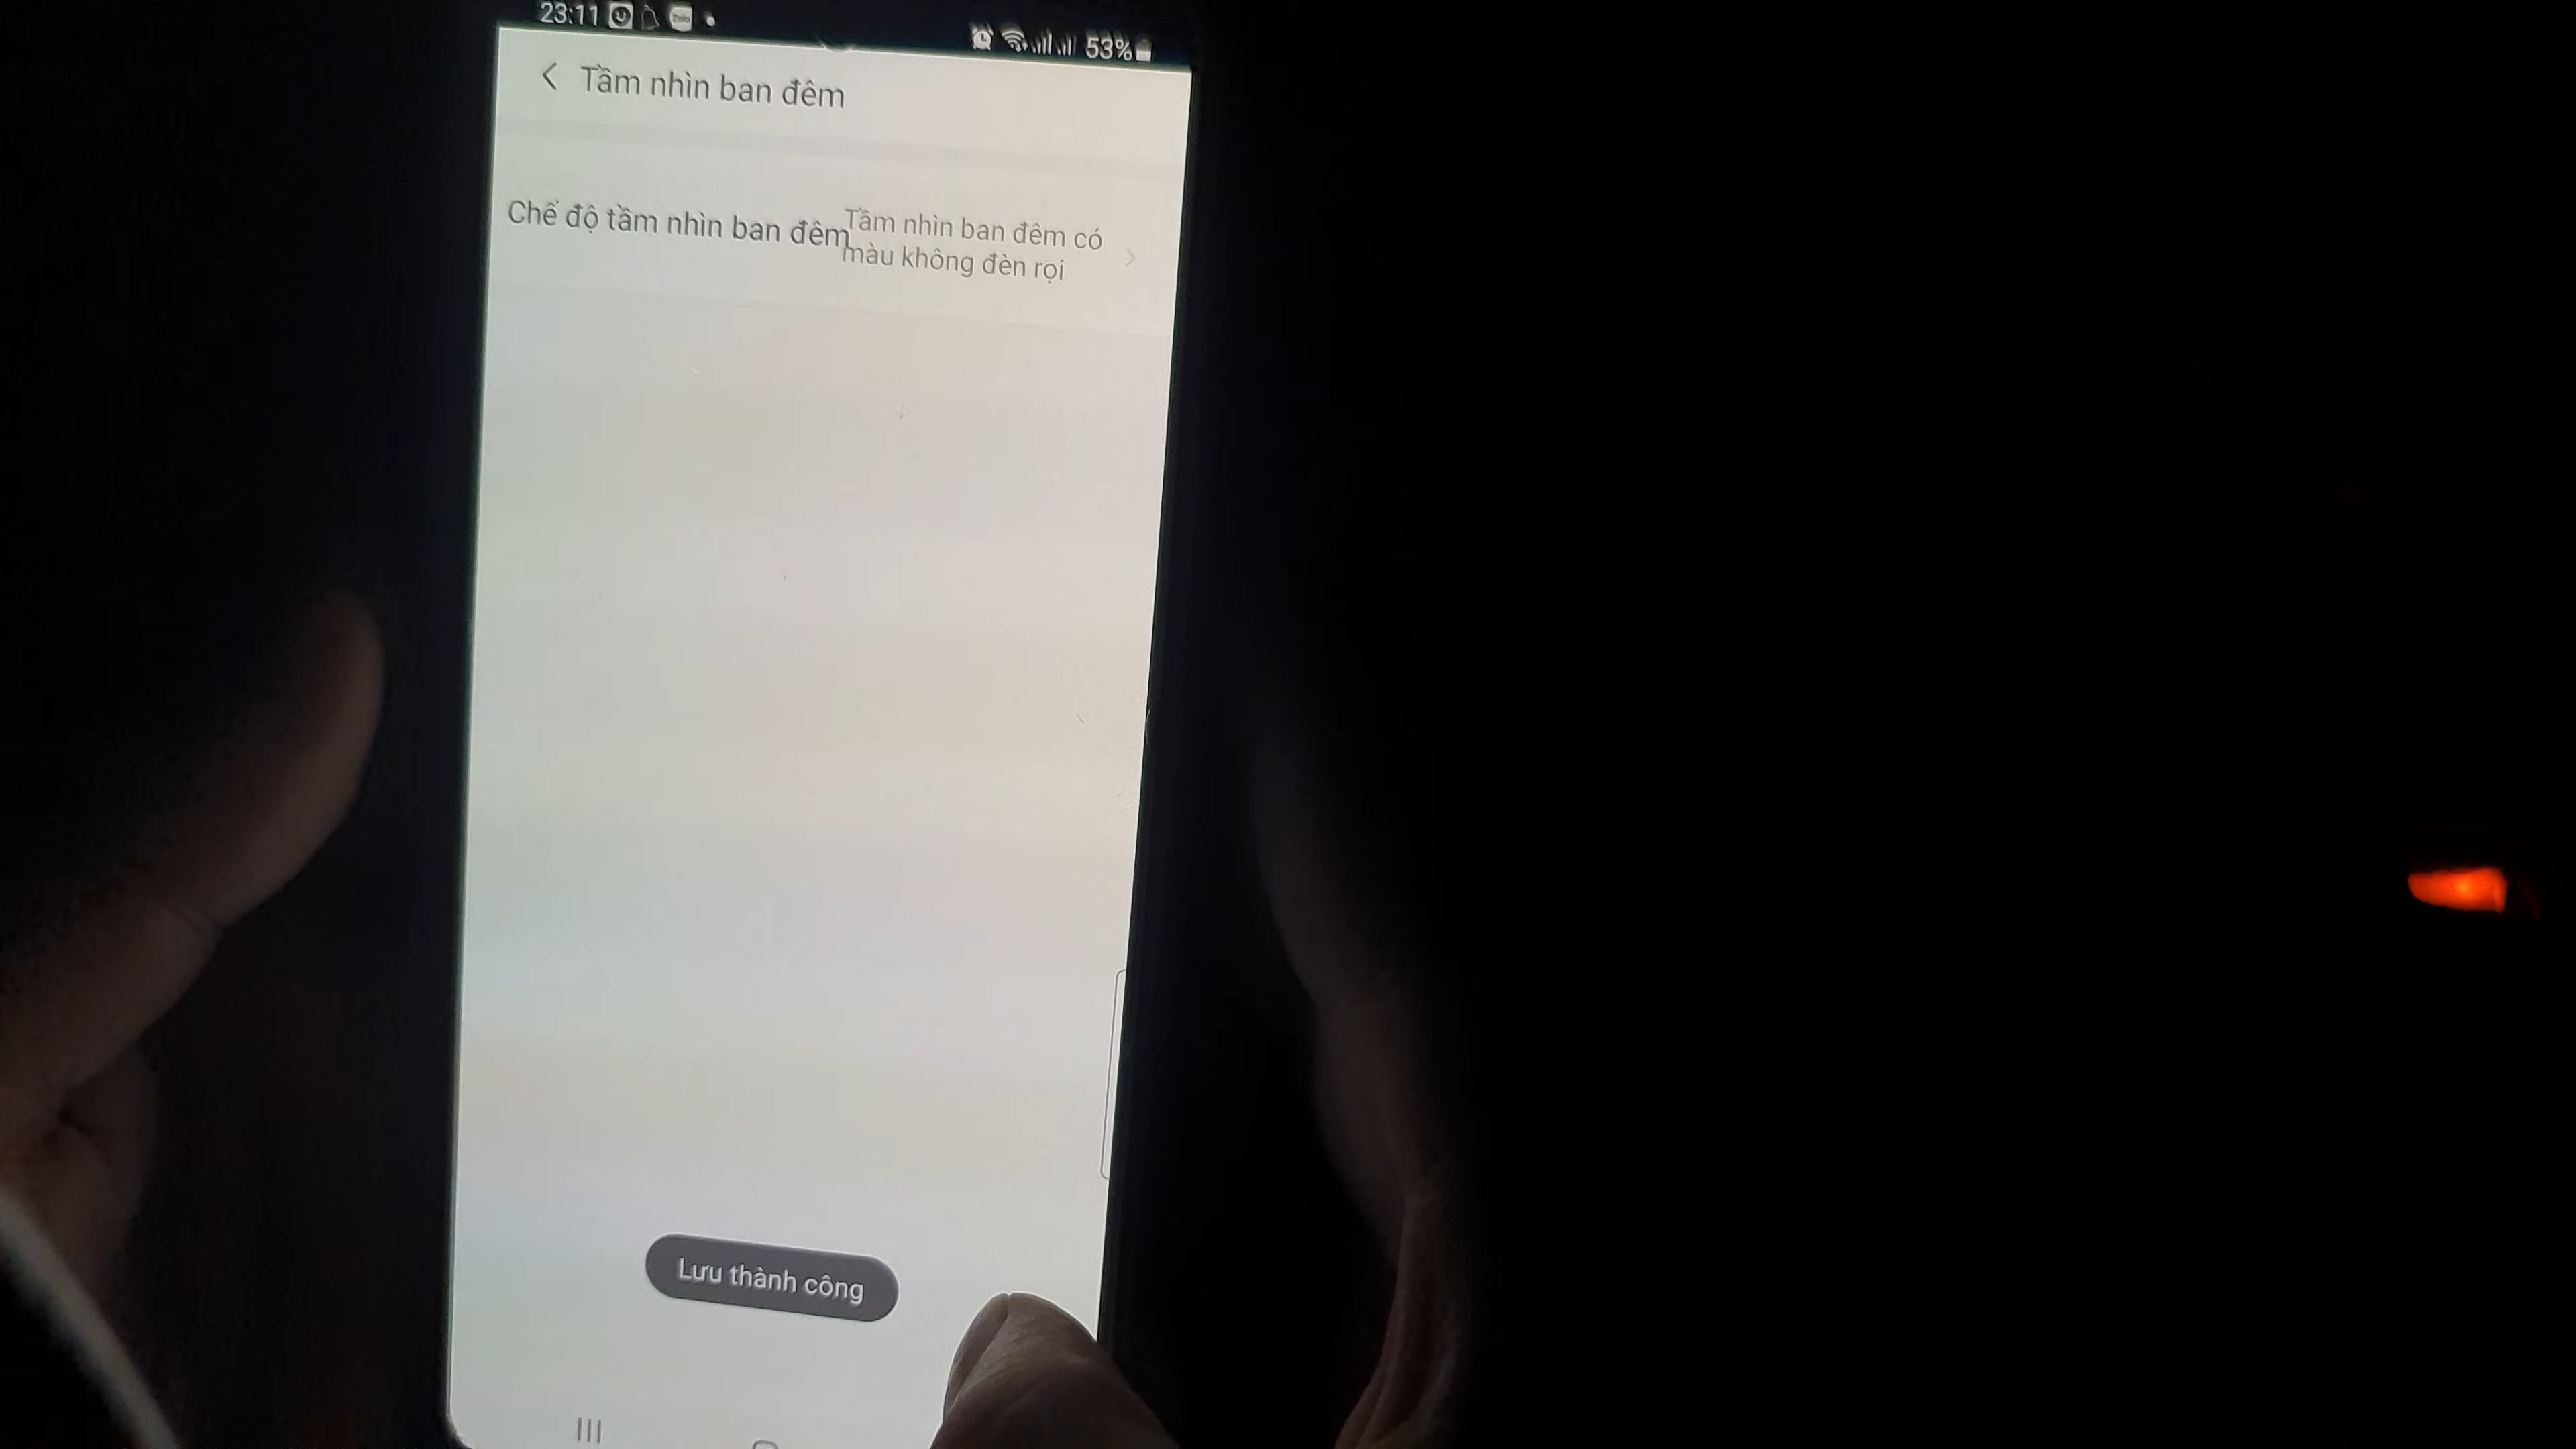 23:11
Zalo
53%
Tầm nhìn ban đêm
Chế độ tầm nhìn ban đêm
Tầm nhìn ban đêm có
màu không đèn rọi
Lưu thành công